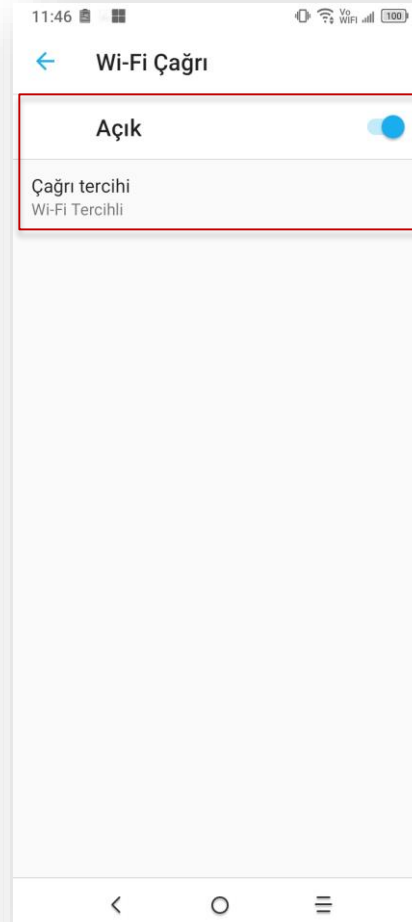 11:46
Vo
WiFi
100
Wi-Fi Çağrı
Açık
Çağrı tercihi
Wi-Fi Tercihli